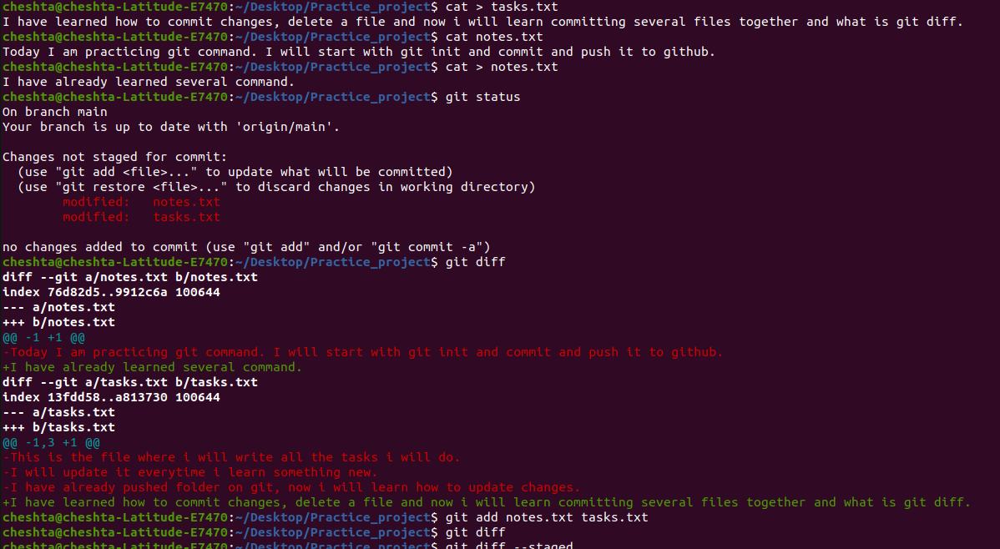 cheshta@cheshta-Latitude-E7470:~/Desktop/Practice_project$ cat > tasks.txt
I have learned how to commit changes, delete a file and now i will learn committing several files together and what is git diff.
cheshta@cheshta-Latitude-E7470:~/Desktop/Practice_project$ cat notes.txt
Today I am practicing git command. I will start with git init and commit and push it to github.
cheshta@cheshta-Latitude-E7470:~/Desktop/Practice_project$ cat > notes.txt
I have already learned several command.
cheshta@cheshta-Latitude-E7470:~/Desktop/Practice_project$ git status
On branch main
Your branch is up to date with 'origin/main'.
Changes not staged for commit:
  (use "git add <file>..." to update what will be committed)
  (use "git restore <file>..." to discard changes in working directory)
        modified:   notes.txt
        modified:   tasks.txt
no changes added to commit (use "git add" and/or "git commit -a")
cheshta@cheshta-Latitude-E7470:~/Desktop/Practice_project$ git diff
diff --git a/notes.txt b/notes.txt
index 76d82d5..9912c6a 100644
--- a/notes.txt
+++ b/notes.txt
@@ -1 +1 @@
-Today I am practicing git command. I will start with git init and commit and push it to github.
+I have already learned several command.
diff --git a/tasks.txt b/tasks.txt
index 13fdd58..a813730 100644
--- a/tasks.txt
+++ b/tasks.txt
@@ -1,3 +1 @@
-This is the file where i will write all the tasks i will do.
-I will update it everytime i learn something new.
-I have already pushed folder on git, now i will learn how to update changes.
+I have learned how to commit changes, delete a file and now i will learn committing several files together and what is git diff.
cheshta@cheshta-Latitude-E7470:~/Desktop/Practice_project$ git add notes.txt tasks.txt
cheshta@cheshta-Latitude-E7470:~/Desktop/Practice_project$ git diff
cheshta@cheshta-Latitude-E7470:~/Desktop/Practice_project$ git diff --staged